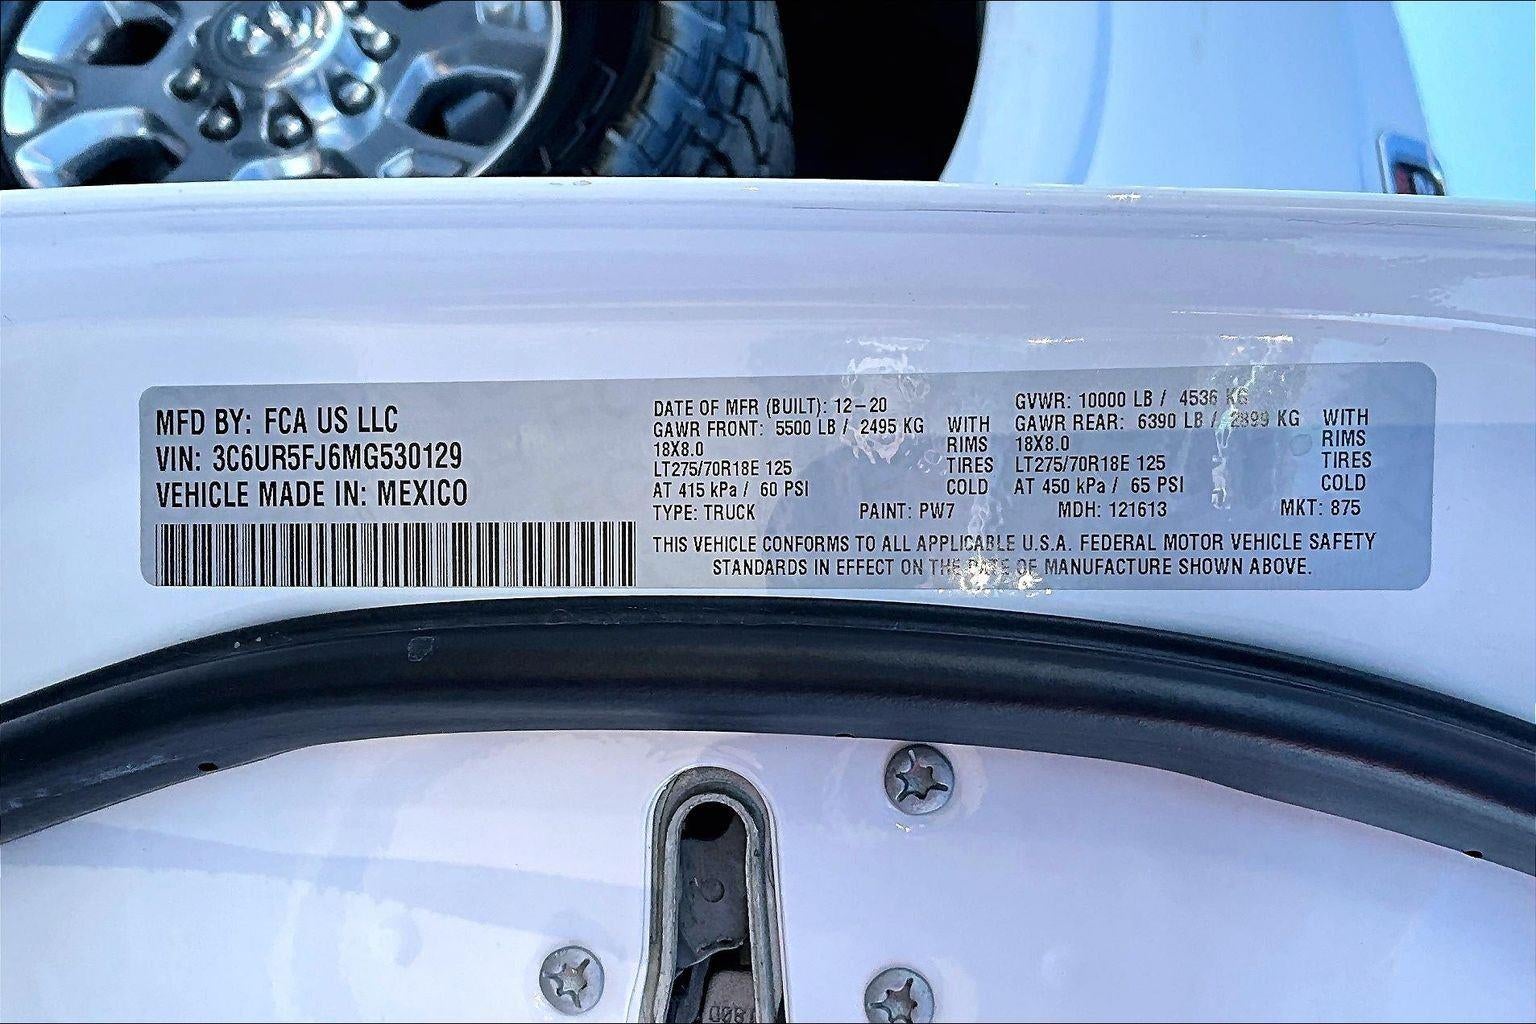 MFD BY: FCA US LLC
VIN: 3C6UR5FJ6MG530129
VEHICLE MADE IN: MEXICO
DATE OF MFR (BUILT): 12-20
GAWR FRONT: 5500 LB / 2495 KG WITH
18X8.0 RIMS
LT275/70R18E 125 TIRES
AT 415 kPa / 60 PSI COLD
GVWR: 10000 LB / 4536 KG
GAWR REAR: 6390 LB / 2899 KG WITH
18X8.0 RIMS
LT275/70R18E 125 TIRES
AT 450 kPa / 65 PSI COLD
TYPE: TRUCK PAINT: PW7 MDH: 121613 MKT: 875
THIS VEHICLE CONFORMS TO ALL APPLICABLE U.S.A. FEDERAL MOTOR VEHICLE SAFETY
STANDARDS IN EFFECT ON THE DATE OF MANUFACTURE SHOWN ABOVE.